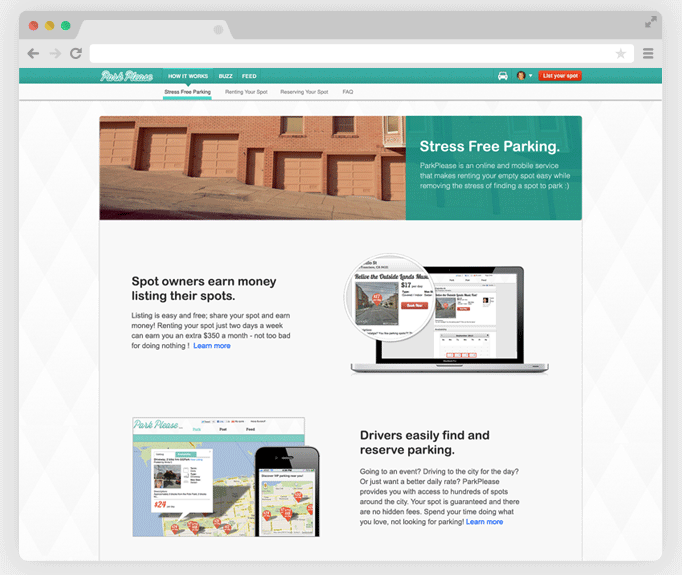 Park Please
HOW IT WORKS BUZZ FEED
List your spot
Stress Free Parking Renting Your Spot Reserving Your Spot FAQ
Stress Free Parking.
ParkPlease is an online and mobile service
that makes renting your empty spot easy while
removing the stress of finding a spot to park :)
Spot owners earn money
listing their spots.
Listing is easy and free; share your spot and earn
money! Renting your spot just two days a week
can earn you an extra $350 a month - not too bad
for doing nothing ! Learn more
Relive the Outside Lands Mus
$17
Book Now
Park Please
Park Post Feed
$24
Drivers easily find and
reserve parking.
Going to an event? Driving to the city for the day?
Or just want a better daily rate? ParkPlease
provides you with access to hundreds of spots
around the city. Your spot is guaranteed and there
are no hidden fees. Spend your time doing what
you love, not looking for parking! Learn more